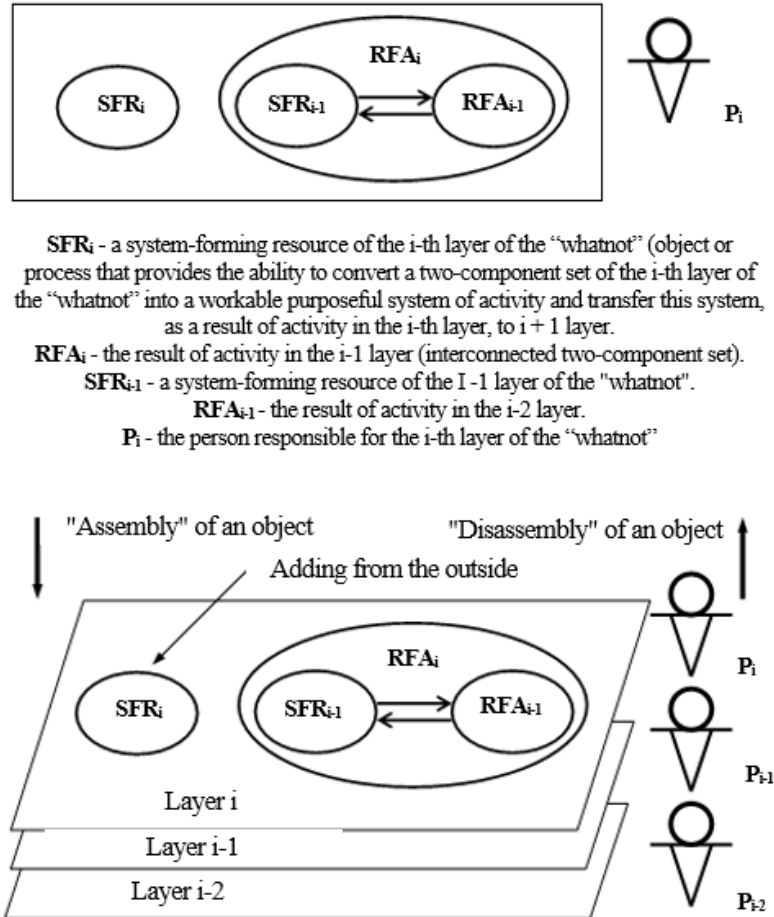 RFAᵢ
SFRᵢ SFRᵢ₋₁ RFAᵢ₋₁
Pᵢ
SFRᵢ - a system-forming resource of the i-th layer of the “whatnot” (object or
process that provides the ability to convert a two-component set of the i-th layer of
the “whatnot” into a workable purposeful system of activity and transfer this system,
as a result of activity in the i-th layer, to i + 1 layer.
RFAᵢ - the result of activity in the i-1 layer (interconnected two-component set).
SFRᵢ₋₁ - a system-forming resource of the I -1 layer of the "whatnot".
RFAᵢ₋₁ - the result of activity in the i-2 layer.
Pᵢ - the person responsible for the i-th layer of the “whatnot”
"Assembly" of an object "Disassembly" of an object
Adding from the outside
RFAᵢ
Pᵢ
SFRᵢ SFRᵢ₋₁ RFAᵢ₋₁
Pᵢ₋₁
Layer i
Layer i-1
Layer i-2
Pᵢ₋₂